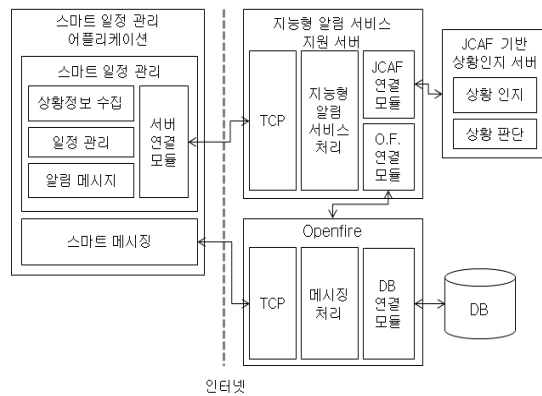 스마트 일정 관리
어플리케이션
스마트 일정 관리
상황정보 수집
일정 관리
알림 메시지
서버
연결
모듈
스마트 메시징
지능형 알림 서비스
지원 서버
TCP
지능형
알림
서비스
처리
JCAF
연결
모듈
O.F.
연결
모듈
JCAF 기반
상황인지 서버
상황 인지
상황 판단
Openfire
TCP
메시징
처리
DB
연결
모듈
DB
인터넷